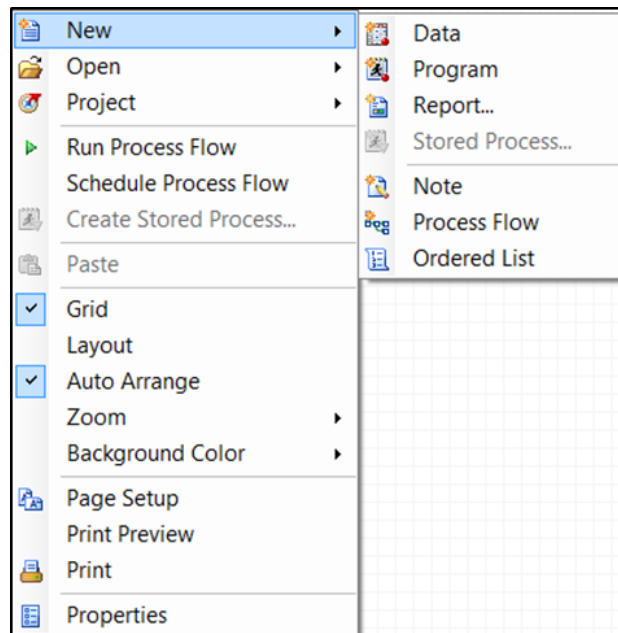 New
Open
Project
Run Process Flow
Schedule Process Flow
Create Stored Process...
Paste
Grid
Layout
Auto Arrange
Zoom
Background Color
Page Setup
Print Preview
Print
Properties
Data
Program
Report...
Stored Process...
Note
Process Flow
Ordered List